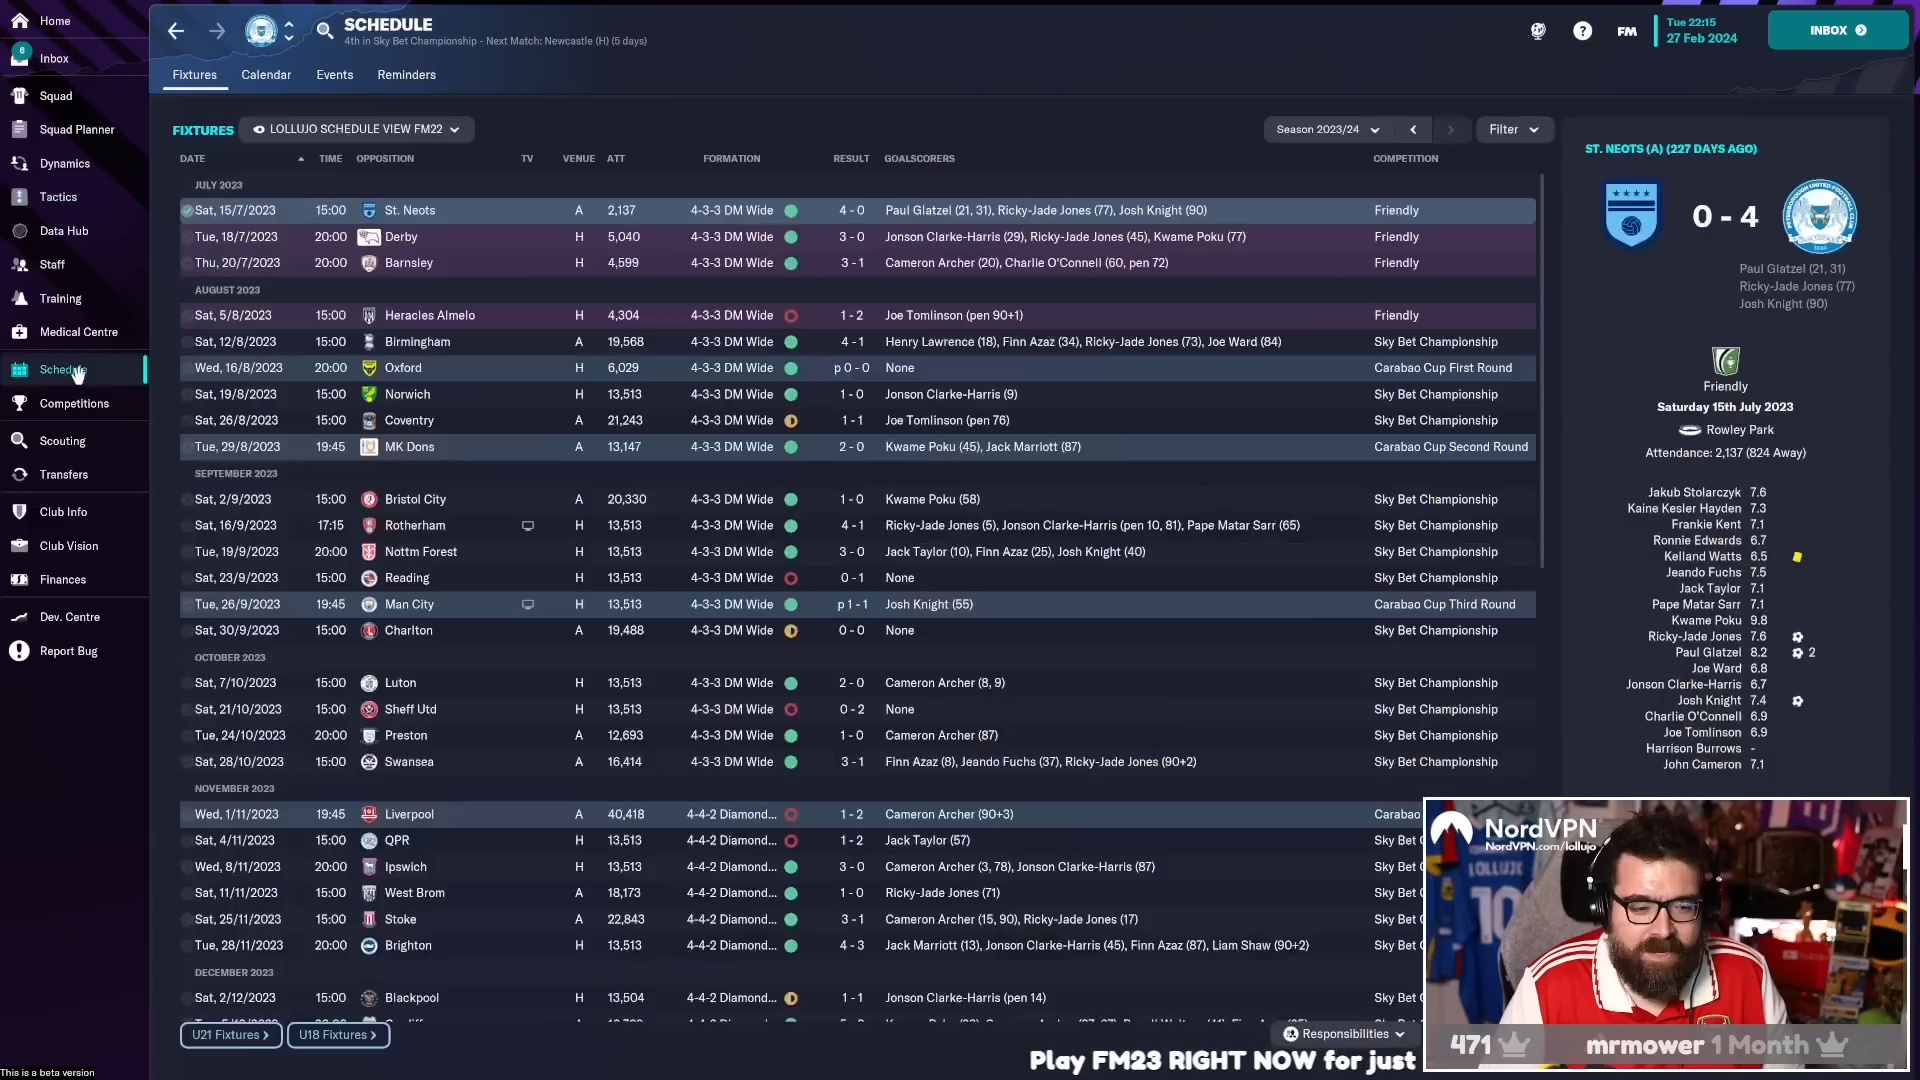 Home
6
Inbox
Squad
Squad Planner
Dynamics
Tactics
Data Hub
Staff
Training
Medical Centre
Schedule
Competitions
Scouting
Transfers
Club Info
Club Vision
Finances
Dev. Centre
Report Bug
This is a beta version
SCHEDULE
4th in Sky Bet Championship - Next Match: Newcastle (H) (5 days)
FM
Tue 22:15
27 Feb 2024
INBOX
Fixtures Calendar Events Reminders
FIXTURES LOLLUJO SCHEDULE VIEW FM22 Season 2023/24 Filter
DATE TIME OPPOSITION TV VENUE ATT FORMATION RESULT GOALSCORERS COMPETITION
JULY 2023
Sat, 15/7/2023 15:00 St. Neots A 2,137 4-3-3 DM Wide 4 - 0 Paul Glatzel (21, 31), Ricky-Jade Jones (77), Josh Knight (90) Friendly
Tue, 18/7/2023 20:00 Derby H 5,040 4-3-3 DM Wide 3 - 0 Jonson Clarke-Harris (29), Ricky-Jade Jones (45), Kwame Poku (77) Friendly
Thu, 20/7/2023 20:00 Barnsley H 4,599 4-3-3 DM Wide 3 - 1 Cameron Archer (20), Charlie O'Connell (60, pen 72) Friendly
AUGUST 2023
Sat, 5/8/2023 15:00 Heracles Almelo H 4,304 4-3-3 DM Wide 1 - 2 Joe Tomlinson (pen 90+1) Friendly
Sat, 12/8/2023 15:00 Birmingham A 19,568 4-3-3 DM Wide 4 - 1 Henry Lawrence (18), Finn Azaz (34), Ricky-Jade Jones (73), Joe Ward (84) Sky Bet Championship
Wed, 16/8/2023 20:00 Oxford H 6,029 4-3-3 DM Wide p 0 - 0 None Carabao Cup First Round
Sat, 19/8/2023 15:00 Norwich H 13,513 4-3-3 DM Wide 1 - 0 Jonson Clarke-Harris (9) Sky Bet Championship
Sat, 26/8/2023 15:00 Coventry A 21,243 4-3-3 DM Wide 1 - 1 Joe Tomlinson (pen 76) Sky Bet Championship
Tue, 29/8/2023 19:45 MK Dons A 13,147 4-3-3 DM Wide 2 - 0 Kwame Poku (45), Jack Marriott (87) Carabao Cup Second Round
SEPTEMBER 2023
Sat, 2/9/2023 15:00 Bristol City A 20,330 4-3-3 DM Wide 1 - 0 Kwame Poku (58) Sky Bet Championship
Sat, 16/9/2023 17:15 Rotherham H 13,513 4-3-3 DM Wide 4 - 1 Ricky-Jade Jones (5), Jonson Clarke-Harris (pen 10, 81), Pape Matar Sarr (65) Sky Bet Championship
Tue, 19/9/2023 20:00 Nottm Forest H 13,513 4-3-3 DM Wide 3 - 0 Jack Taylor (10), Finn Azaz (25), Josh Knight (40) Sky Bet Championship
Sat, 23/9/2023 15:00 Reading H 13,513 4-3-3 DM Wide 0 - 1 None Sky Bet Championship
Tue, 26/9/2023 19:45 Man City H 13,513 4-3-3 DM Wide p 1 - 1 Josh Knight (55) Carabao Cup Third Round
Sat, 30/9/2023 15:00 Charlton A 19,488 4-3-3 DM Wide 0 - 0 None Sky Bet Championship
OCTOBER 2023
Sat, 7/10/2023 15:00 Luton H 13,513 4-3-3 DM Wide 2 - 0 Cameron Archer (8, 9) Sky Bet Championship
Sat, 21/10/2023 15:00 Sheff Utd H 13,513 4-3-3 DM Wide 0 - 2 None Sky Bet Championship
Tue, 24/10/2023 20:00 Preston A 12,693 4-3-3 DM Wide 1 - 0 Cameron Archer (87) Sky Bet Championship
Sat, 28/10/2023 15:00 Swansea A 16,414 4-3-3 DM Wide 3 - 1 Finn Azaz (8), Jeando Fuchs (37), Ricky-Jade Jones (90+2) Sky Bet Championship
NOVEMBER 2023
Wed, 1/11/2023 19:45 Liverpool A 40,418 4-4-2 Diamond... 1 - 2 Cameron Archer (90+3) Carabao
Sat, 4/11/2023 15:00 QPR H 13,513 4-4-2 Diamond... 1 - 2 Jack Taylor (57) Sky Bet C
Wed, 8/11/2023 20:00 Ipswich H 13,513 4-4-2 Diamond... 3 - 0 Cameron Archer (3, 78), Jonson Clarke-Harris (87) Sky Bet C
Sat, 11/11/2023 15:00 West Brom A 18,173 4-4-2 Diamond... 1 - 0 Ricky-Jade Jones (71) Sky Bet C
Sat, 25/11/2023 15:00 Stoke A 22,843 4-4-2 Diamond... 3 - 1 Cameron Archer (15, 90), Ricky-Jade Jones (17) Sky Bet C
Tue, 28/11/2023 20:00 Brighton H 13,513 4-4-2 Diamond... 4 - 3 Jack Marriott (13), Jonson Clarke-Harris (45), Finn Azaz (87), Liam Shaw (90+2) Sky Bet C
DECEMBER 2023
Sat, 2/12/2023 15:00 Blackpool H 13,504 4-4-2 Diamond... 1 - 1 Jonson Clarke-Harris (pen 14) Sky Bet C
U21 Fixtures U18 Fixtures Responsibilities
ST. NEOTS (A) (227 DAYS AGO)
0 - 4
Paul Glatzel (21, 31)
Ricky-Jade Jones (77)
Josh Knight (90)
Friendly
Saturday 15th July 2023
Rowley Park
Attendance: 2,137 (824 Away)
Jakub Stolarczyk 7.6
Kaine Kesler Hayden 7.3
Frankie Kent 7.1
Ronnie Edwards 6.7
Kelland Watts 6.5
Jeando Fuchs 7.5
Jack Taylor 7.1
Pape Matar Sarr 7.1
Kwame Poku 9.8
Ricky-Jade Jones 7.6
Paul Glatzel 8.2 2
Joe Ward 6.8
Jonson Clarke-Harris 6.7
Josh Knight 7.4
Charlie O'Connell 6.9
Joe Tomlinson 6.9
Harrison Burrows -
John Cameron 7.1
NordVPN
NordVPN.com/lollujo
LOLLUJO
10
471 mrmower 1 Month
Play FM23 RIGHT NOW for just